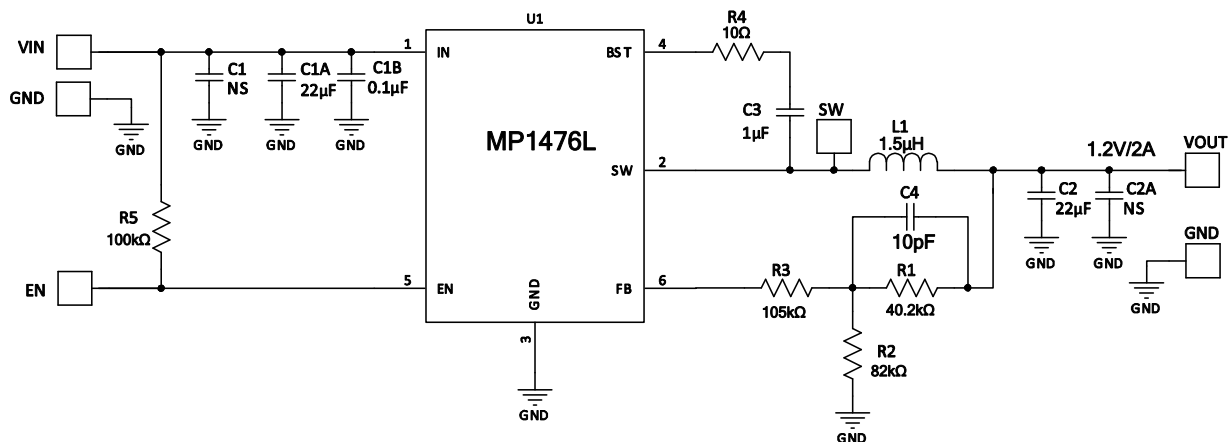 U1
R4
10Ω
VIN
1
IN
BST
4
C1
NS
C1A
22µF
C1B
0.1µF
GND
GND
GND
GND
GND
C3
1µF
SW
MP1476L
L1
1.5µH
1.2V/2A
VOUT
SW
2
C4
10pF
C2
22µF
C2A
NS
R5
100kΩ
GND
GND
GND
GND
EN
5
EN
GND
FB
6
R3
105kΩ
R1
40.2kΩ
3
R2
82kΩ
GND
GND